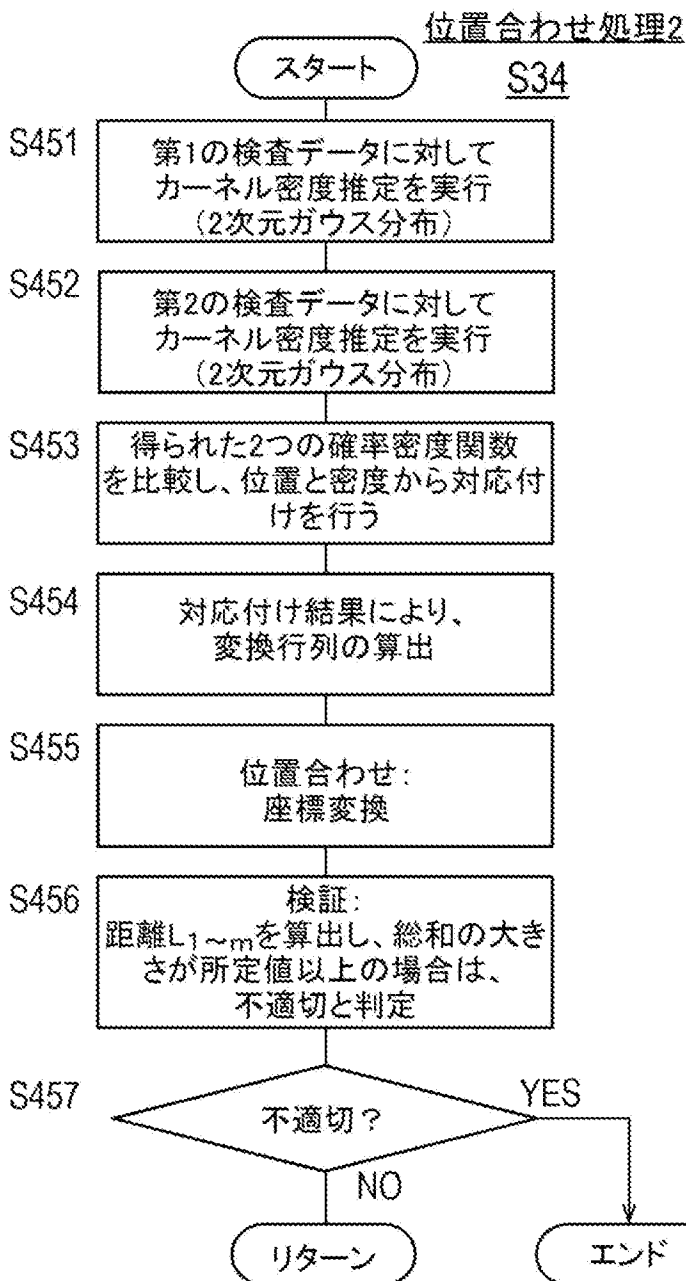 位置合わせ処理2
スタート
S34
S451
第1の検査データに対して
カーネル密度推定を実行
(2次元ガウス分布)
S452
第2の検査データに対して
カーネル密度推定を実行
(2次元ガウス分布)
S453
得られた2つの確率密度関数
を比較し、位置と密度から対応付
けを行う
S454
対応付け結果により、
変換行列の算出
S455
位置合わせ:
座標変換
S456
検証:
距離L1~mを算出し、総和の大き
さが所定値以上の場合は、
不適切と判定
S457
不適切?
YES
NO
リターン
エンド